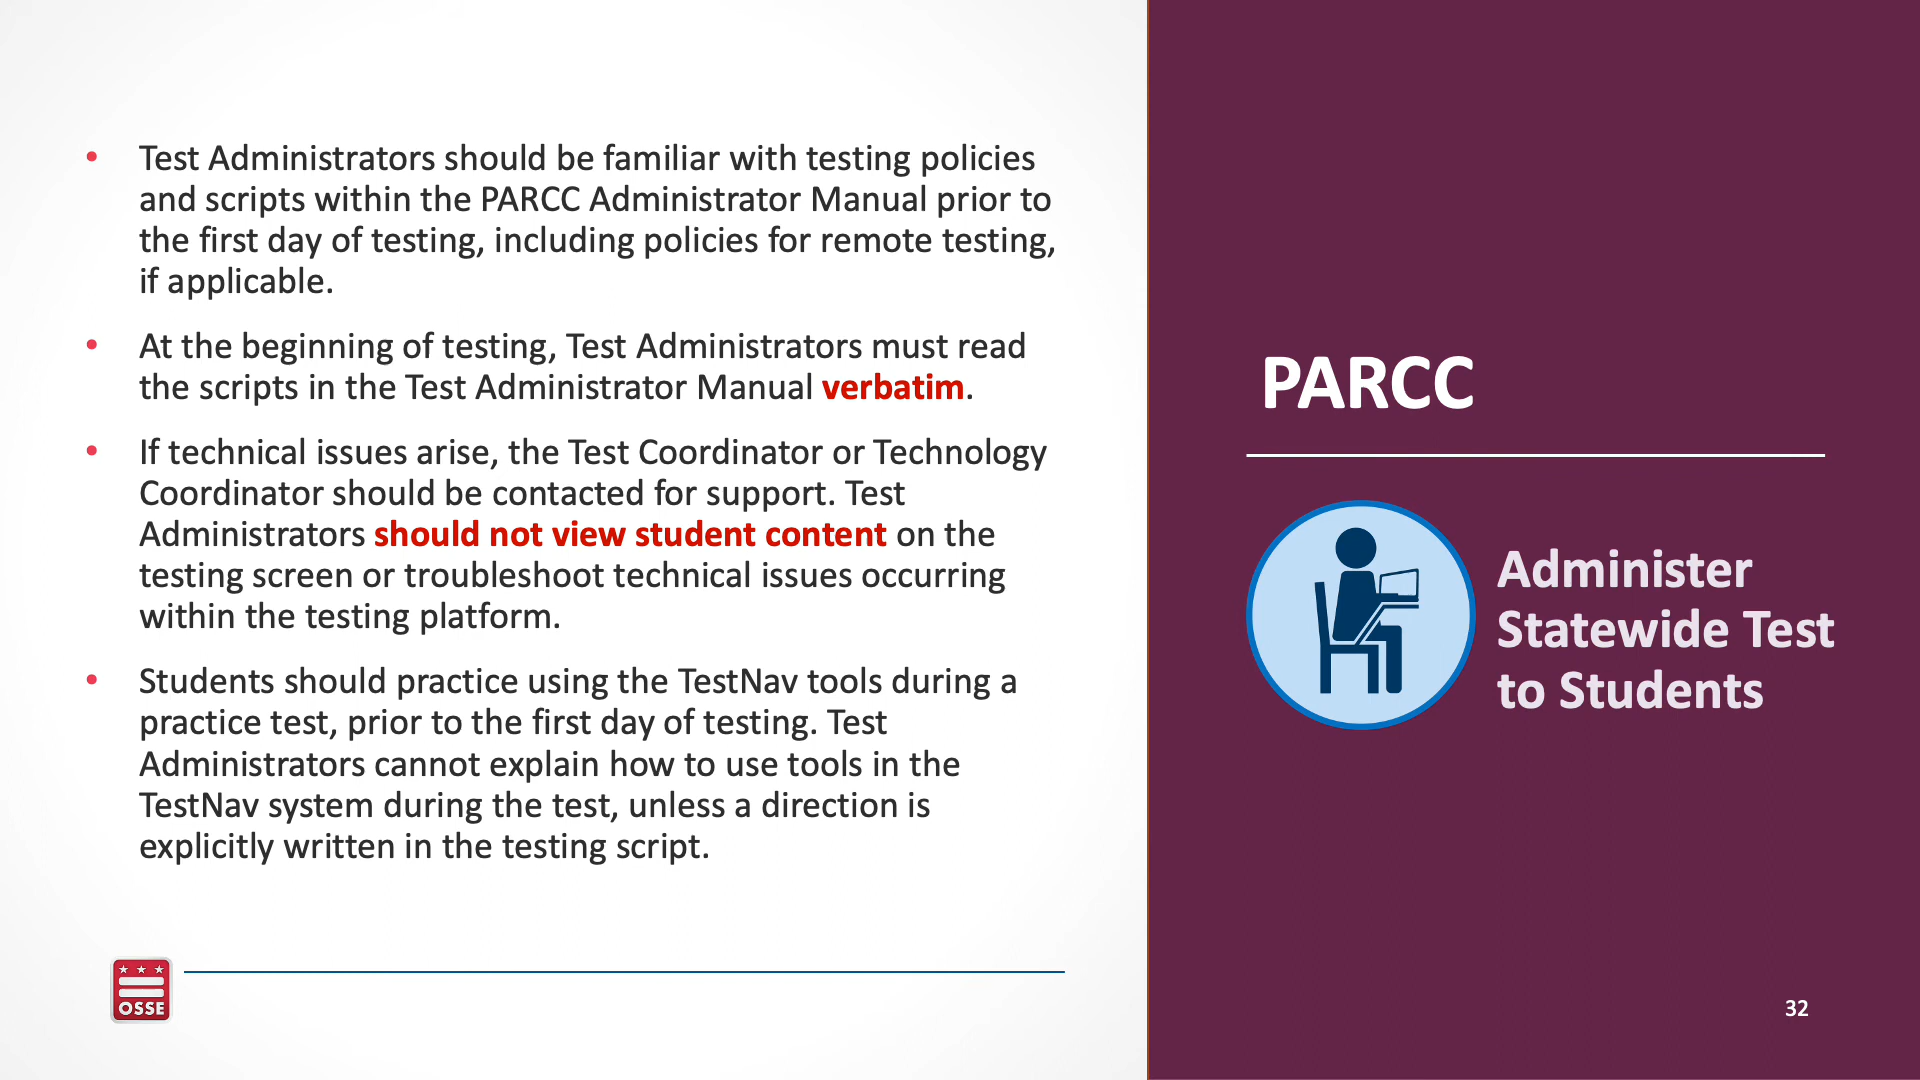 • Test Administrators should be familiar with testing policies
and scripts within the PARCC Administrator Manual prior to
the first day of testing, including policies for remote testing,
if applicable.
• At the beginning of testing, Test Administrators must read
the scripts in the Test Administrator Manual verbatim.
• If technical issues arise, the Test Coordinator or Technology
Coordinator should be contacted for support. Test
Administrators should not view student content on the
testing screen or troubleshoot technical issues occurring
within the testing platform.
• Students should practice using the TestNav tools during a
practice test, prior to the first day of testing. Test
Administrators cannot explain how to use tools in the
TestNav system during the test, unless a direction is
explicitly written in the testing script.
OSSE
PARCC
Administer
Statewide Test
to Students
32